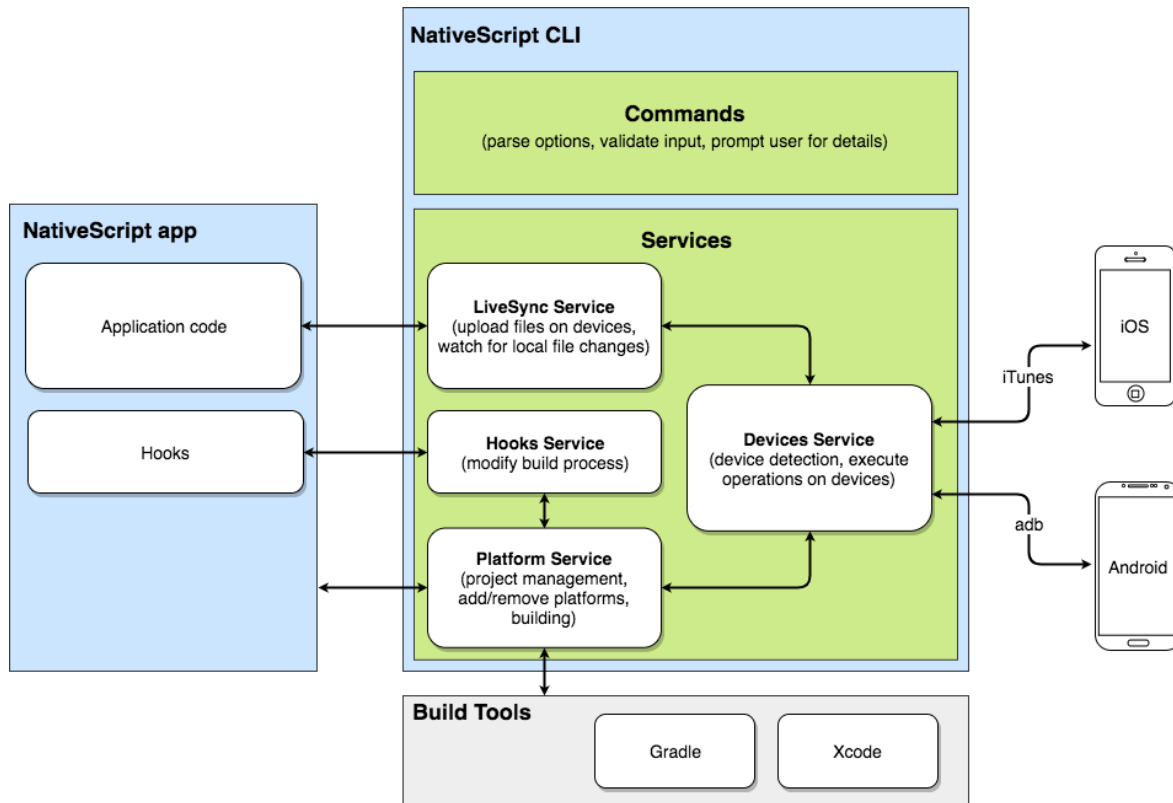 NativeScript CLI
Commands
(parse options, validate input, prompt user for details)
NativeScript app
Application code
Hooks
Services
LiveSync Service
(upload files on devices,
watch for local file changes)
Hooks Service
(modify build process)
Platform Service
(project management,
add/remove platforms,
building)
Devices Service
(device detection, execute
operations on devices)
iTunes
iOS
adb
Android
Build Tools
Gradle
Xcode